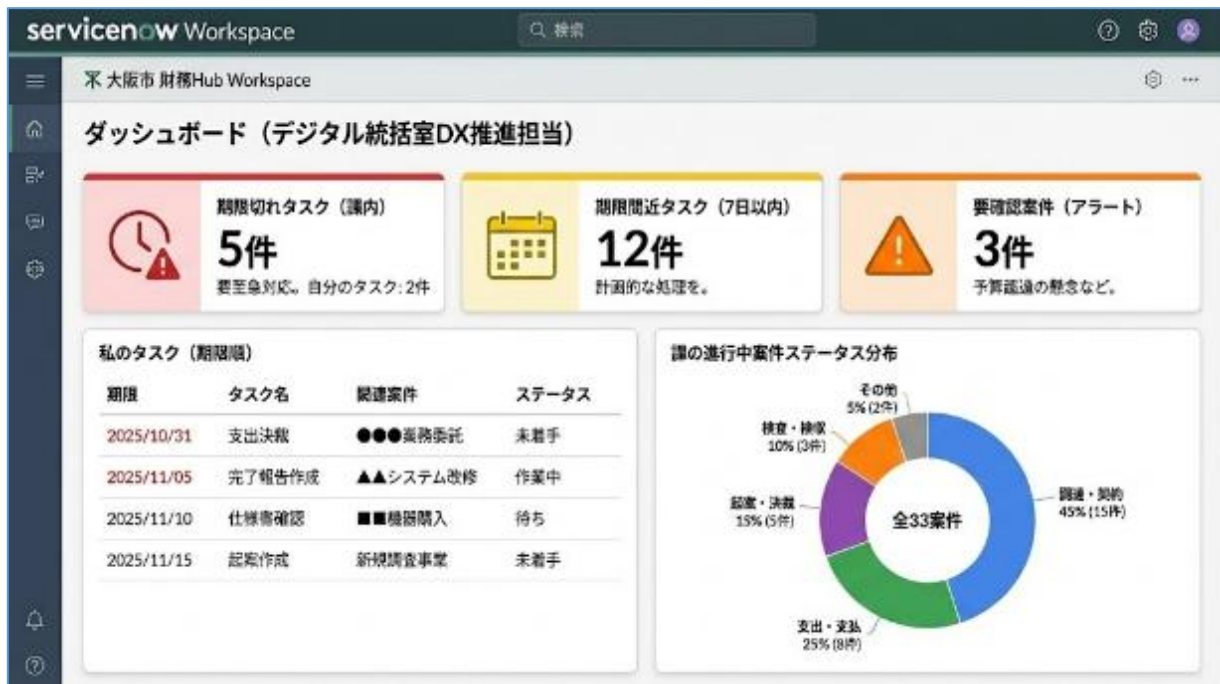 servicenow Workspace
検索
大阪市 財務Hub Workspace
ダッシュボード（デジタル統括室DX推進担当）
期限切れタスク（課内）
5件
要至急対応。自分のタスク: 2件
期限間近タスク（7日以内）
12件
計画的な処理を。
要確認案件（アラート）
3件
予算超過の懸念など。
私のタスク（期限順）
期限 タスク名 関連案件 ステータス
2025/10/31 支出決裁 ●●●業務委託 未着手
2025/11/05 完了報告作成 ▲▲システム改修 作業中
2025/11/10 仕様書確認 ■■機器購入 待ち
2025/11/15 起案作成 新規調査事業 未着手
課の進行中案件ステータス分布
その他
5% (2件)
検査・検収
10% (3件)
起案・決裁
15% (5件)
全33案件
調達・契約
45% (15件)
支出・支払
25% (8件)